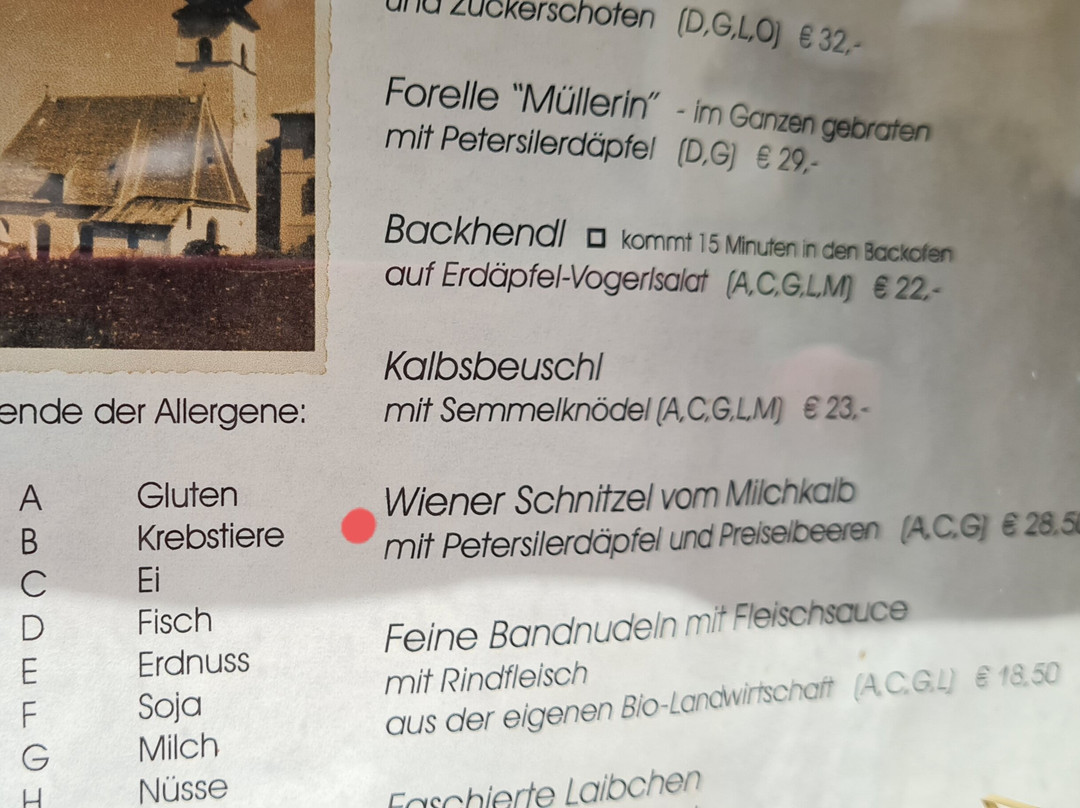 und Zuckerschoten (D,G,L,O) € 32,-
Forelle "Müllerin" - im Ganzen gebraten
mit Petersilerdäpfel (D,G) € 29,-
Backhendl kommt 15 Minuten in den Backofen
auf Erdäpfel-Vogerlsalat (A,C,G,L,M) € 22,-
Kalbsbeuschl
mit Semmelknödel (A,C,G,L,M) € 23,-
Wiener Schnitzel vom Milchkalb
mit Petersilerdäpfel und Preiselbeeren (A,C,G) € 28,50
Feine Bandnudeln mit Fleischsauce
mit Rindfleisch
aus der eigenen Bio-Landwirtschaft (A,C,G,L) € 18,50
Faschierte Laibchen
ende der Allergene:
A Gluten
B Krebstiere
C Ei
D Fisch
E Erdnuss
F Soja
G Milch
H Nüsse